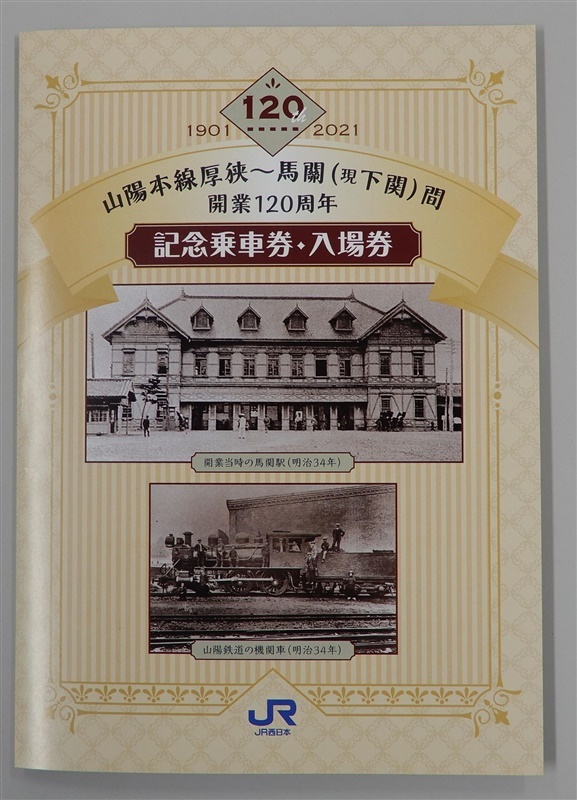 120th
1901 2021
山陽本線厚狭〜馬關(現下関)間
開業120周年
記念乗車券・入場券
開業当時の馬関駅(明治34年)
山陽鉄道の機関車(明治34年)
JR
JR西日本